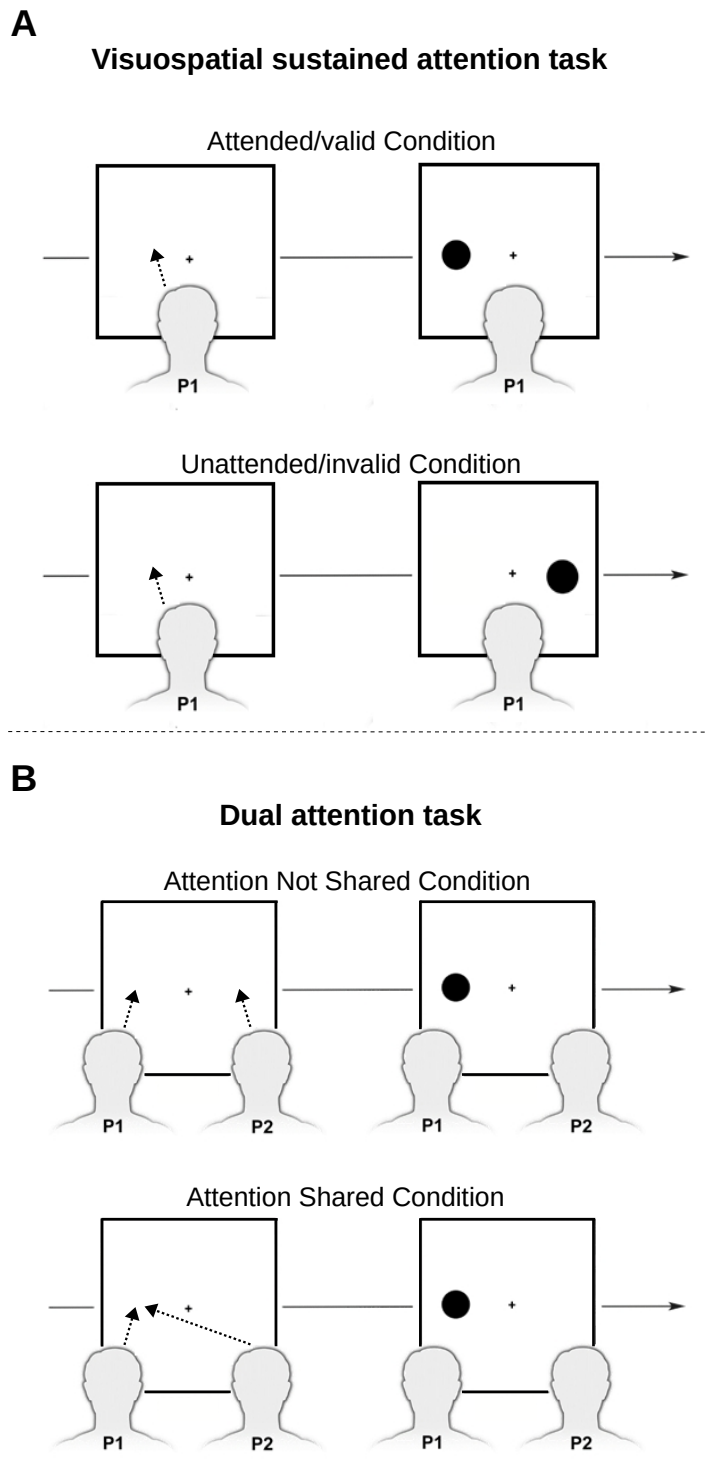 A
Visuospatial sustained attention task
Attended/valid Condition
P1 P1
Unattended/invalid Condition
P1 P1
B
Dual attention task
Attention Not Shared Condition
P1 P2 P1 P2
Attention Shared Condition
P1 P2 P1 P2